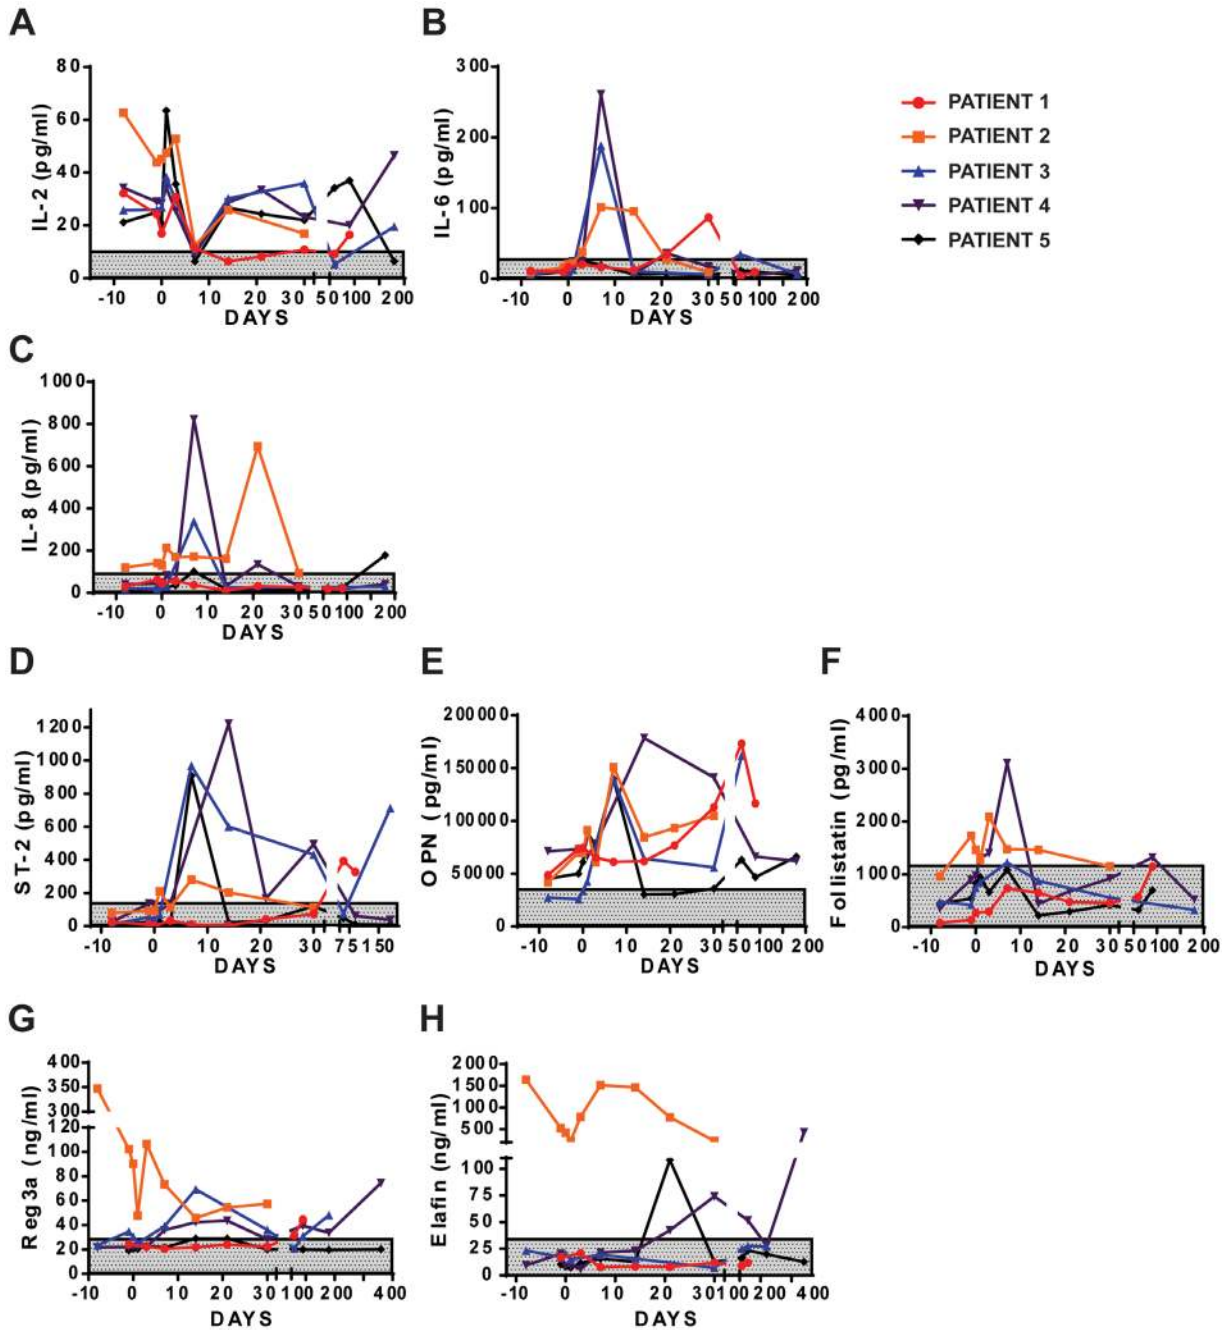 A
IL-2 (pg/ml)
80
60
40
20
0
-10 0 10 20 30 50 100 200
DAYS
B
IL-6 (pg/ml)
300
200
100
0
-10 0 10 20 30 50 100 200
DAYS
PATIENT 1
PATIENT 2
PATIENT 3
PATIENT 4
PATIENT 5
C
IL-8 (pg/ml)
1000
800
600
400
200
0
-10 0 10 20 30 50 100 200
DAYS
D
ST-2 (pg/ml)
1200
1000
800
600
400
200
0
-10 0 10 20 30 75 150
DAYS
E
OPN (pg/ml)
200000
150000
100000
50000
0
-10 0 10 20 30 50 100 200
DAYS
F
Follistatin (pg/ml)
4000
3000
2000
1000
0
-10 0 10 20 30 50 100 200
DAYS
G
Reg3a (ng/ml)
400
350
300
120
100
80
60
40
20
0
-10 0 10 20 30 100 200 400
DAYS
H
Elafin (ng/ml)
2000
1500
1000
500
100
75
50
25
0
-10 0 10 20 30 100 200 400
DAYS